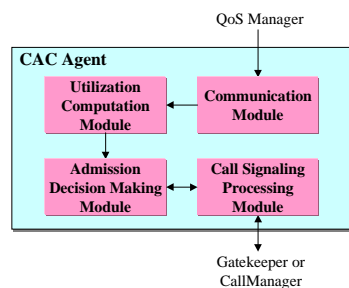 QoS Manager
CAC Agent
Utilization
Computation
Module
Communication
Module
Admission
Decision Making
Module
Call Signaling
Processing
Module
Gatekeeper or
CallManager